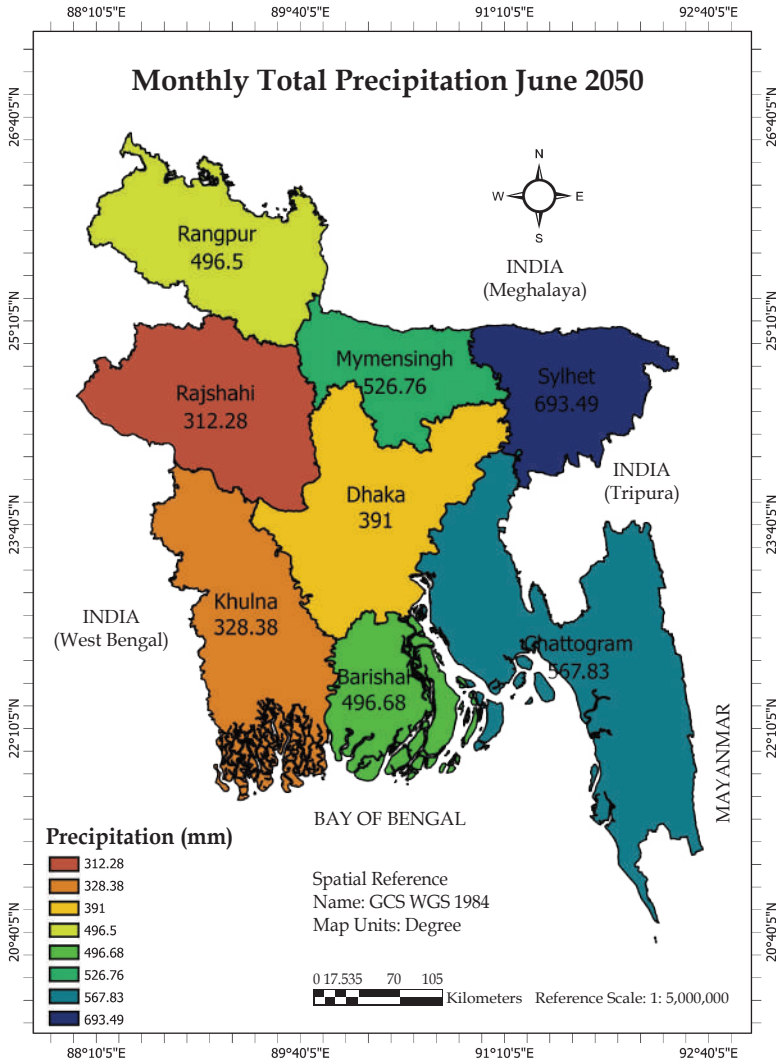 88°10'5"E 89°40'5"E 91°10'5"E 92°40'5"E
Monthly Total Precipitation June 2050
26°40'5"N
26°40'5"N
N
W
E
S
Rangpur
496.5
INDIA
(Meghalaya)
25°10'5"N
25°10'5"N
Mymensingh
526.76
Sylhet
693.49
Rajshahi
312.28
INDIA
(Tripura)
Dhaka
391
23°40'5"N
23°40'5"N
Khulna
328.38
INDIA
(West Bengal)
Chattogram
567.83
Barishal
496.68
22°10'5"N
22°10'5"N
MAYANMAR
BAY OF BENGAL
Precipitation (mm)
312.28
328.38
391
496.5
496.68
526.76
567.83
693.49
Spatial Reference
Name: GCS WGS 1984
Map Units: Degree
20°40'5"N
20°40'5"N
0 17.535 70 105
Kilometers Reference Scale: 1: 5,000,000
88°10'5"E 89°40'5"E 91°10'5"E 92°40'5"E